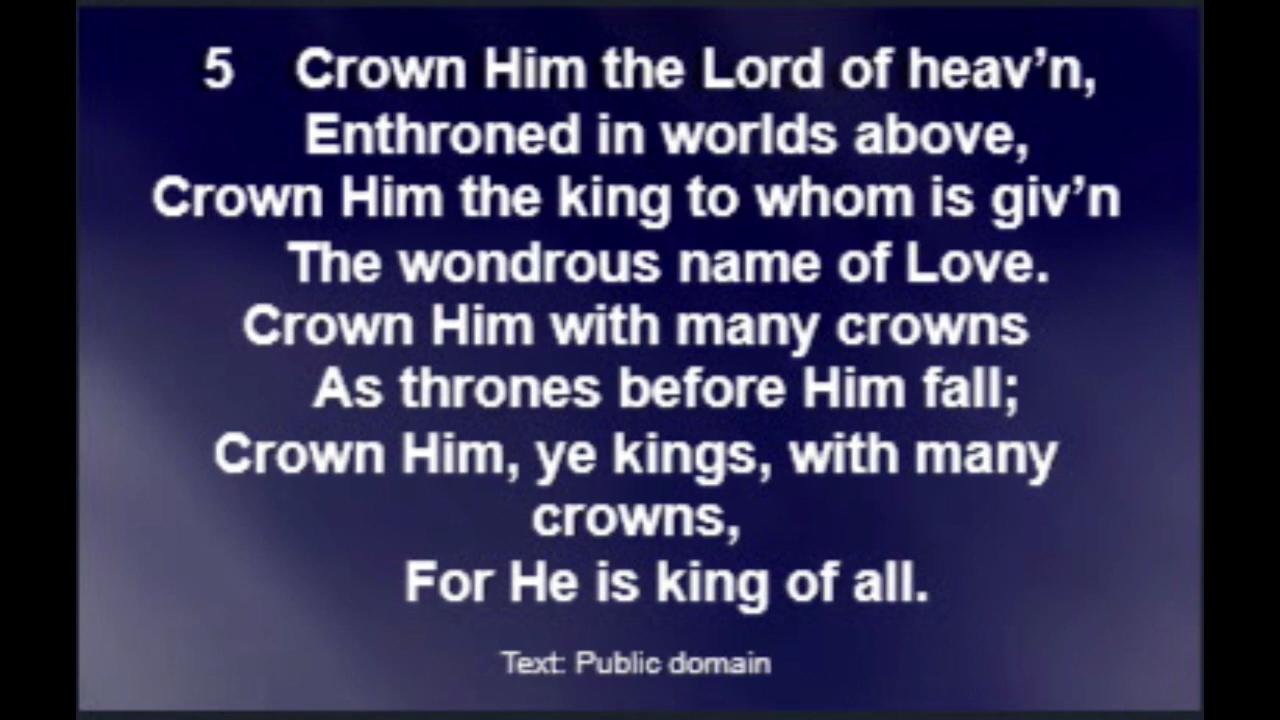 5 Crown Him the Lord of heav’n,
Enthroned in worlds above,
Crown Him the king to whom is giv’n
The wondrous name of Love.
Crown Him with many crowns
As thrones before Him fall;
Crown Him, ye kings, with many
crowns,
For He is king of all.
Text: Public domain